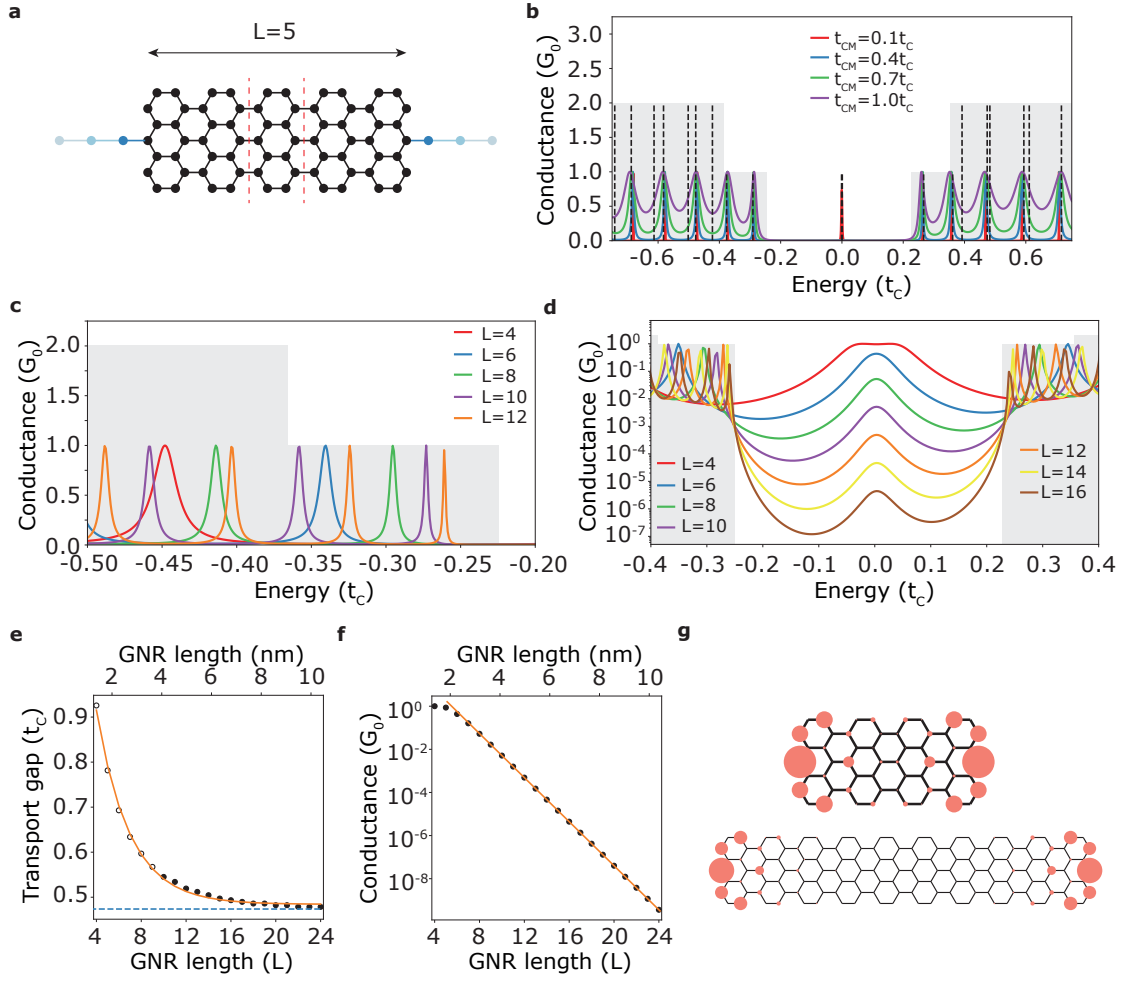 a
L=5
b
Conductance (G0)
3.0
2.5
2.0
1.5
1.0
0.5
0.0
tCM=0.1tC
tCM=0.4tC
tCM=0.7tC
tCM=1.0tC
-0.6 -0.4 -0.2 0.0 0.2 0.4 0.6
Energy (tC)
c
Conductance (G0)
2.0
1.5
1.0
0.5
0.0
L=4
L=6
L=8
L=10
L=12
-0.50 -0.45 -0.40 -0.35 -0.30 -0.25 -0.20
Energy (tC)
d
Conductance (G0)
10^0
10^-1
10^-2
10^-3
10^-4
10^-5
10^-6
10^-7
L=4
L=6
L=8
L=10
L=12
L=14
L=16
-0.4 -0.3 -0.2 -0.1 0.0 0.1 0.2 0.3 0.4
Energy (tC)
e
GNR length (nm)
2 4 6 8 10
Transport gap (tC)
0.9
0.8
0.7
0.6
0.5
4 8 12 16 20 24
GNR length (L)
f
GNR length (nm)
2 4 6 8 10
Conductance (G0)
10^0
10^-2
10^-4
10^-6
10^-8
4 8 12 16 20 24
GNR length (L)
g